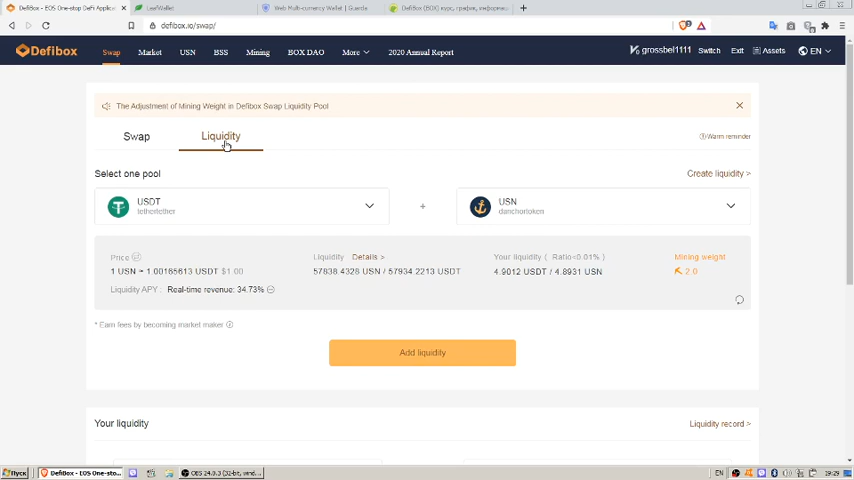 DefiBox - EOS One-stop DeFi Applic
LeafWallet
Web Multi-currency Wallet | Guarda
DefiBox (BOX) курс, график, информ
defibox.io/swap/
Defibox
Swap
Market
USN
BSS
Mining
BOX DAO
More
2020 Annual Report
grossbel1111
Switch
Exit
Assets
EN
The Adjustment of Mining Weight in Defibox Swap Liquidity Pool
Swap
Liquidity
Warm reminder
Select one pool
Create liquidity >
USDT
tethertether
+
USN
danchortoken
Price
Liquidity Details >
Your liquidity ( Ratio<0.01% )
Mining weight
1 USN ≈ 1.00165613 USDT $1.00
57838.4328 USN / 57934.2213 USDT
4.9012 USDT / 4.8931 USN
2.0
Liquidity APY : Real-time revenue: 34.73%
* Earn fees by becoming market maker
Add liquidity
Your liquidity
Liquidity record >
Пуск
DefiBox - EOS One-sto...
OBS 24.0.3 (32-bit, wind...
EN
19:29